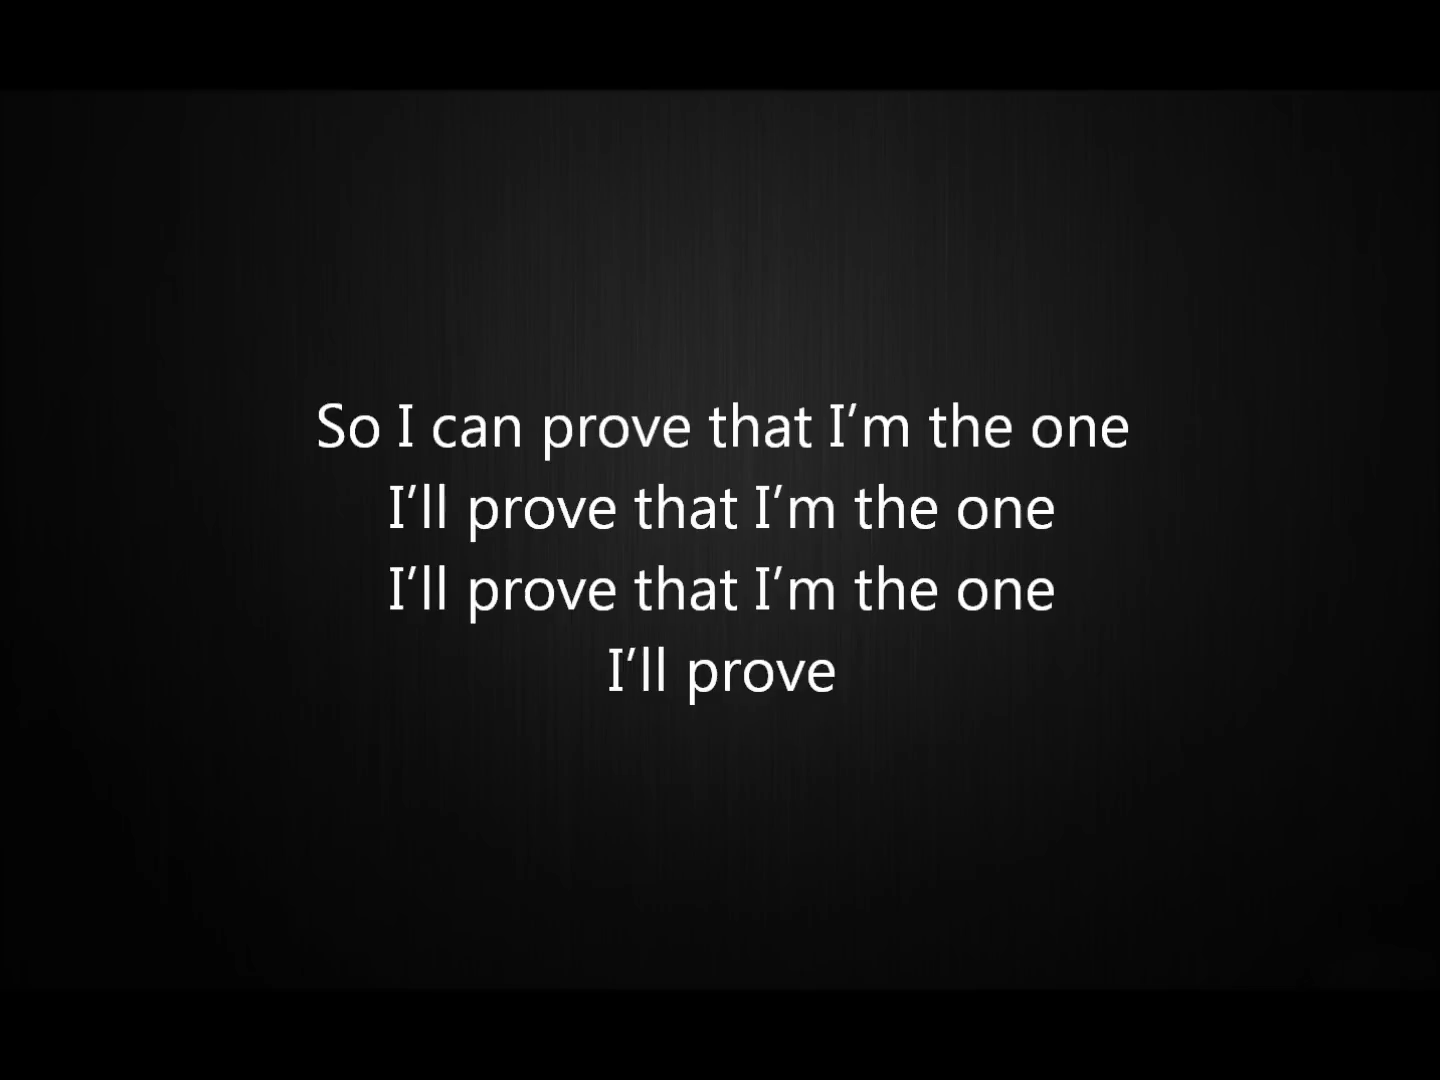 So I can prove that I’m the one
I’ll prove that I’m the one
I’ll prove that I’m the one
I’ll prove